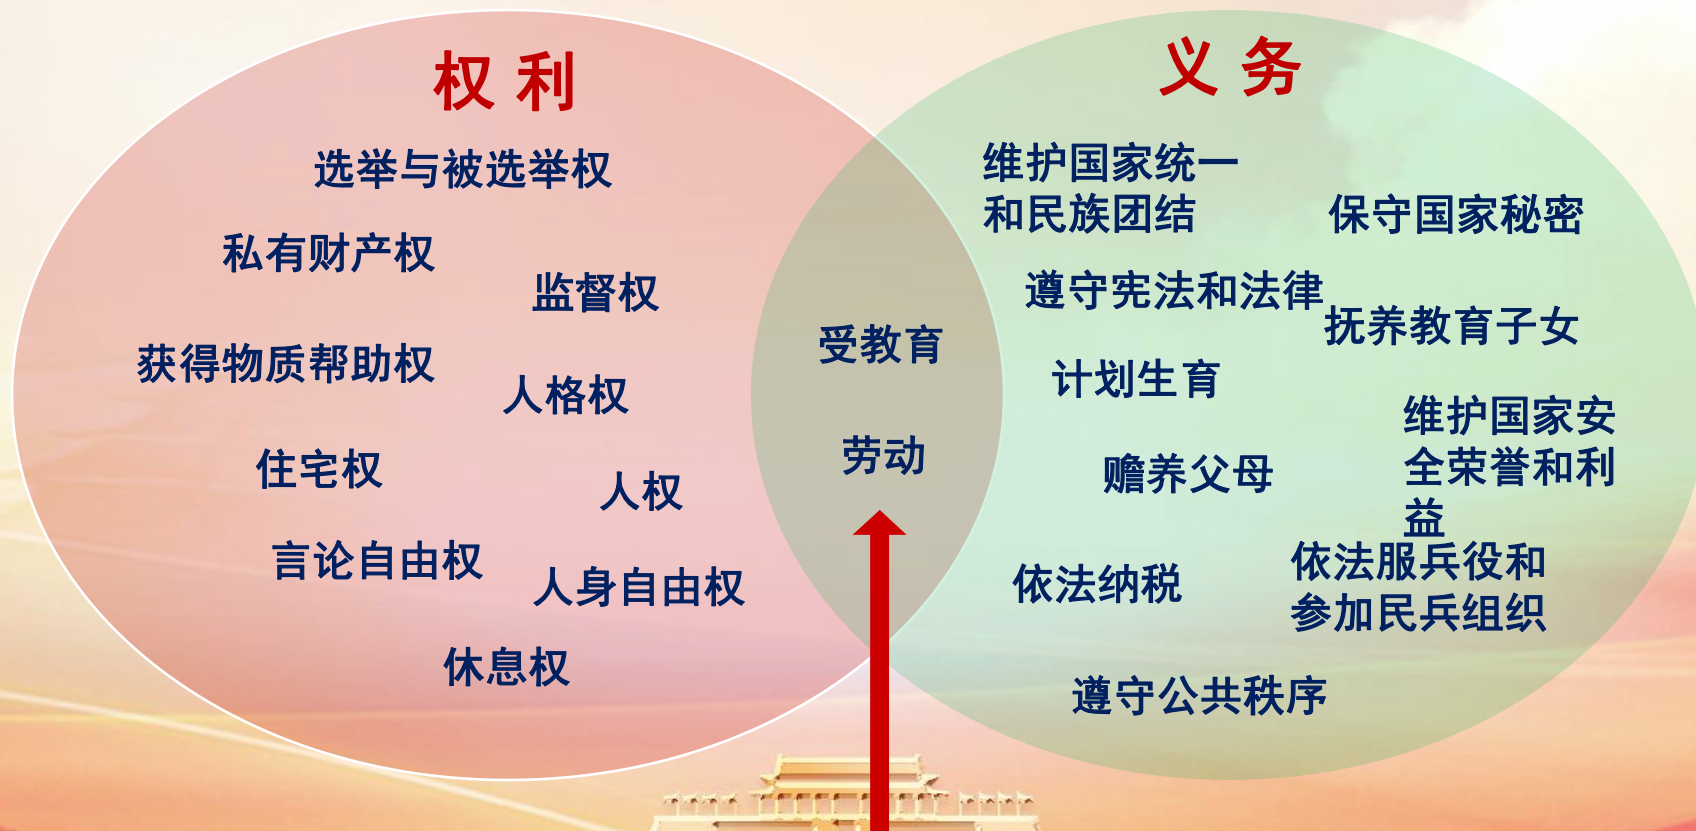 权利
选举与被选举权
私有财产权
监督权
获得物质帮助权
人格权
住宅权
人权
言论自由权
人身自由权
休息权
受教育
劳动
义务
维护国家统一
和民族团结
保守国家秘密
遵守宪法和法律
抚养教育子女
计划生育
维护国家安
全荣誉和利
益
赡养父母
依法纳税
依法服兵役和
参加民兵组织
遵守公共秩序